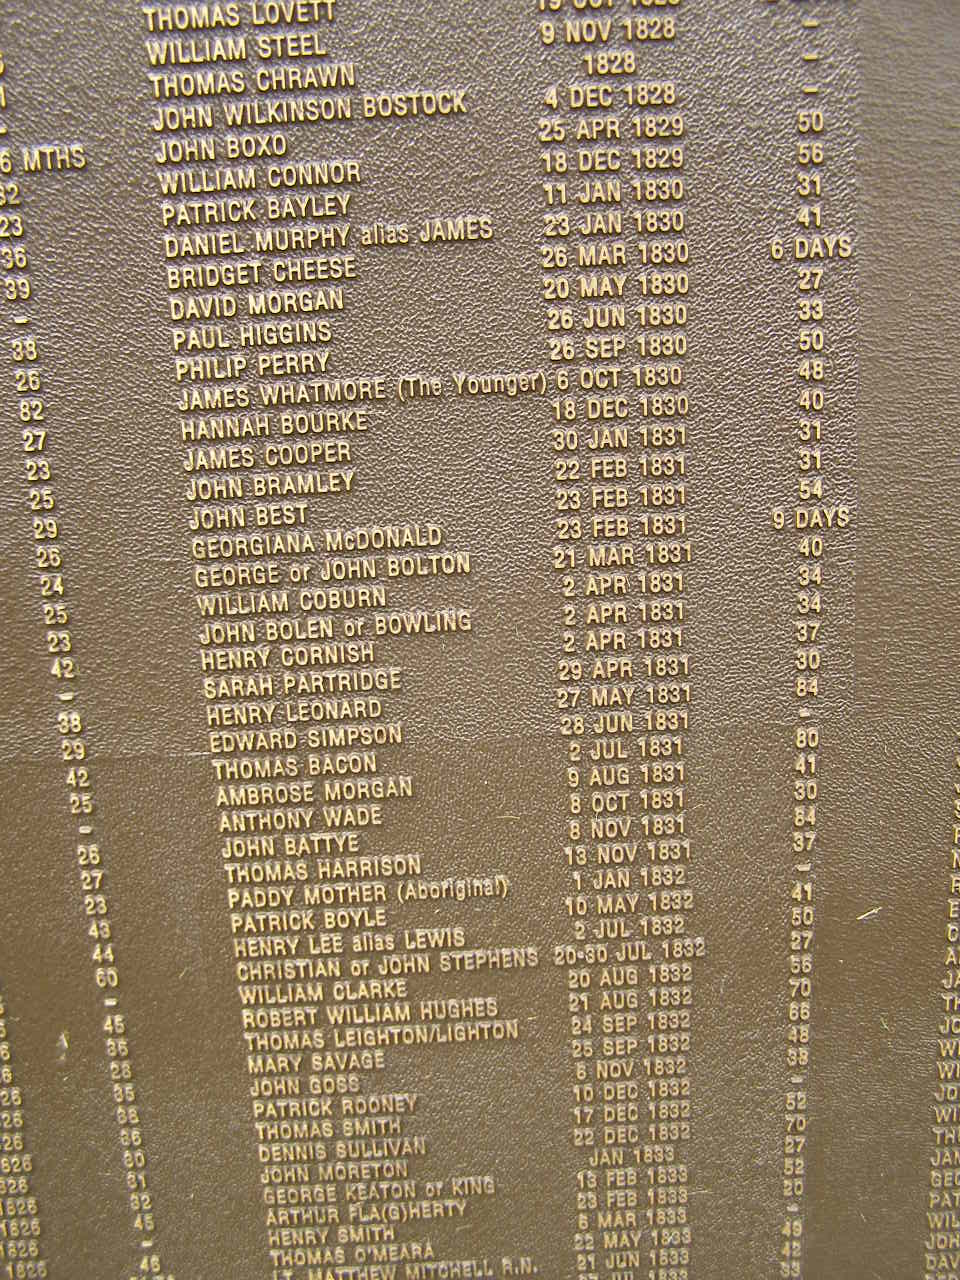 6 MTHS
32
23
36
39
-
38
26
82
27
23
25
29
26
24
25
23
42
-
38
29
42
25
-
26
27
23
43
44
60
-
45
36
28
35
38
36
30
31
32
45
-
46
1826
1826
1826
1826
THOMAS LOVETT 19 OCT 1828
WILLIAM STEEL 9 NOV 1828 -
THOMAS CHRAWN 1828 -
JOHN WILKINSON BOSTOCK 4 DEC 1828 -
JOHN BOXO 25 APR 1829 50
WILLIAM CONNOR 18 DEC 1829 56
PATRICK BAYLEY 11 JAN 1830 31
DANIEL MURPHY alias JAMES 23 JAN 1830 41
BRIDGET CHEESE 26 MAR 1830 6 DAYS
DAVID MORGAN 20 MAY 1830 27
PAUL HIGGINS 26 JUN 1830 33
PHILIP PERRY 26 SEP 1830 50
JAMES WHATMORE (The Younger) 6 OCT 1830 48
HANNAH BOURKE 18 DEC 1830 40
JAMES COOPER 30 JAN 1831 31
JOHN BRAMLEY 22 FEB 1831 31
JOHN BEST 23 FEB 1831 54
GEORGIANA McDONALD 23 FEB 1831 9 DAYS
GEORGE or JOHN BOLTON 21 MAR 1831 40
WILLIAM COBURN 2 APR 1831 34
JOHN BOLEN or BOWLING 2 APR 1831 34
HENRY CORNISH 2 APR 1831 37
SARAH PARTRIDGE 29 APR 1831 30
HENRY LEONARD 27 MAY 1831 84
EDWARD SIMPSON 28 JUN 1831 -
THOMAS BACON 2 JUL 1831 80
AMBROSE MORGAN 9 AUG 1831 41
ANTHONY WADE 8 OCT 1831 30
JOHN BATTYE 8 NOV 1831 84
THOMAS HARRISON 13 NOV 1831 37
PADDY MOTHER (Aboriginal) 1 JAN 1832 -
PATRICK BOYLE 10 MAY 1832 41
HENRY LEE alias LEWIS 2 JUL 1832 50
CHRISTIAN or JOHN STEPHENS 20-30 JUL 1832 27
WILLIAM CLARKE 20 AUG 1832 56
ROBERT WILLIAM HUGHES 21 AUG 1832 70
THOMAS LEIGHTON/LIGHTON 24 SEP 1832 66
MARY SAVAGE 25 SEP 1832 48
JOHN GOSS 6 NOV 1832 38
PATRICK ROONEY 10 DEC 1832 -
THOMAS SMITH 17 DEC 1832 52
DENNIS SULLIVAN 22 DEC 1832 70
JOHN MORETON JAN 1833 27
GEORGE KEATON or KING 13 FEB 1833 52
ARTHUR FLA(G)HERTY 23 FEB 1833 20
HENRY SMITH 6 MAR 1833 -
THOMAS O'MEARA 22 MAY 1833 49
LT. MATTHEW MITCHELL R.N. 21 JUN 1833 42